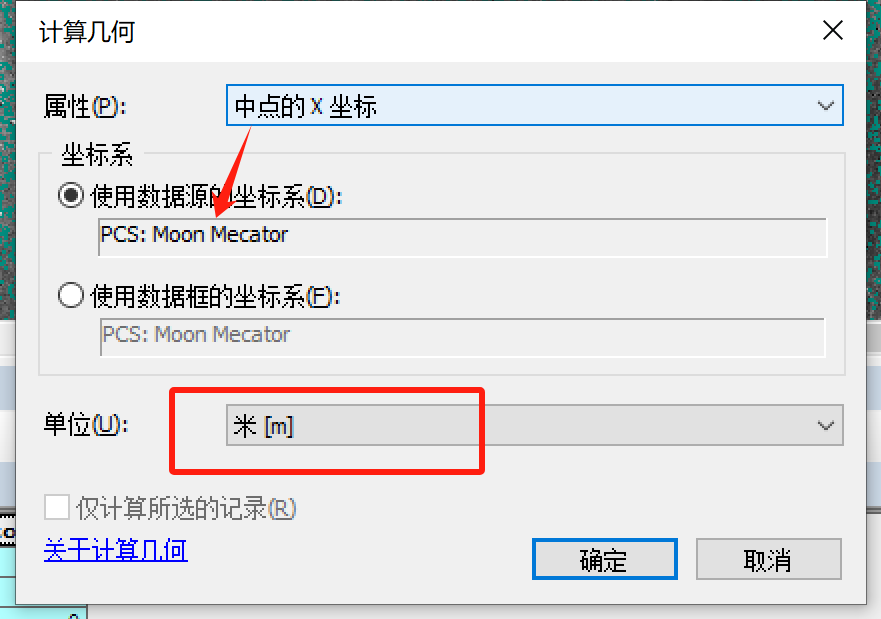 计算几何
属性(P):
中点的 X 坐标
坐标系
使用数据源的坐标系(D):
PCS: Moon Mecator
使用数据框的坐标系(F):
PCS: Moon Mecator
单位(U):
米 [m]
仅计算所选的记录(R)
关于计算几何
确定
取消